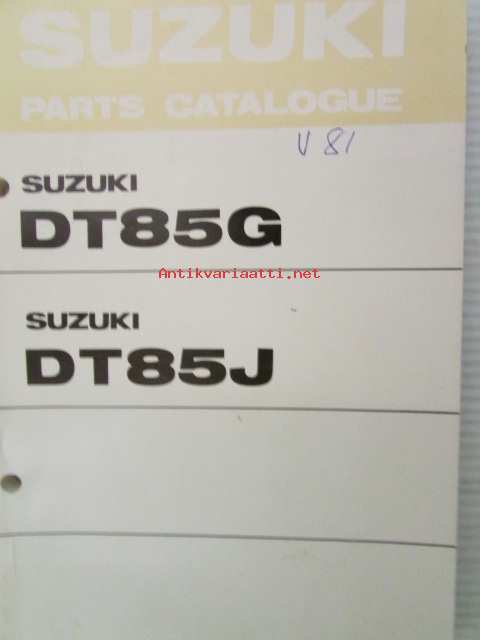 SUZUKI
PARTS CATALOGUE
V 81
SUZUKI
DT85G
Antikvariaatti.net
SUZUKI
DT85J